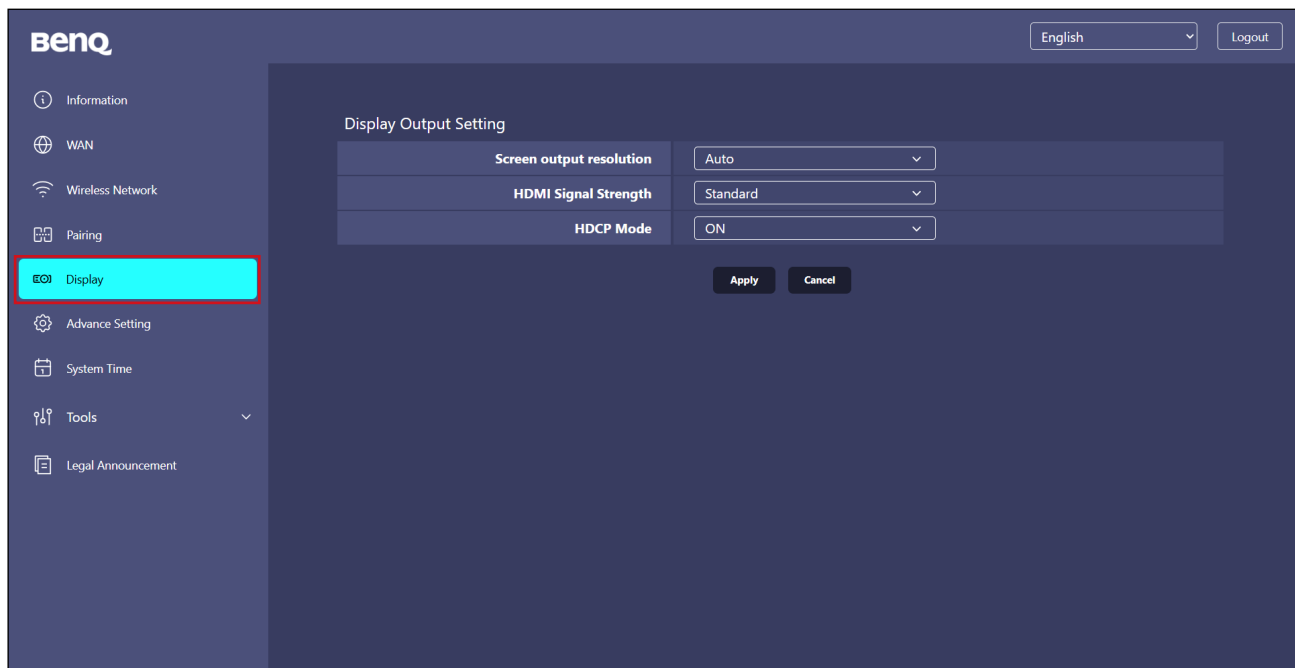 BenQ
English
Logout
Information
WAN
Wireless Network
Pairing
Display
Advance Setting
System Time
Tools
Legal Announcement
Display Output Setting
Screen output resolution Auto
HDMI Signal Strength Standard
HDCP Mode ON
Apply Cancel